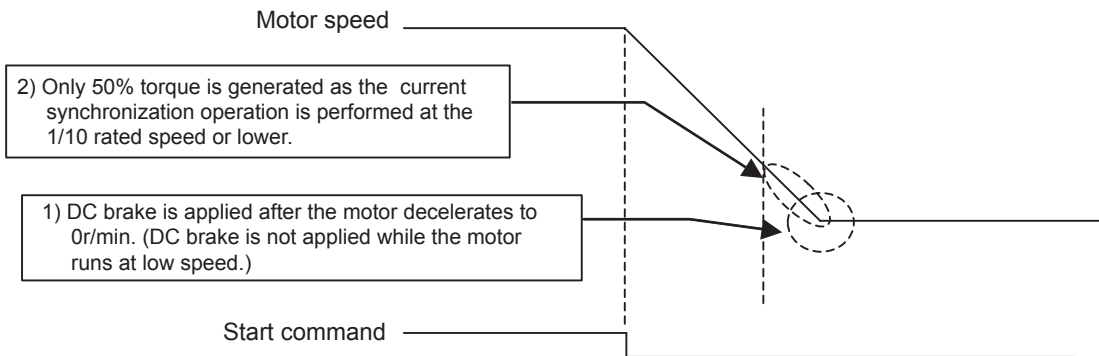 Motor speed
2) Only 50% torque is generated as the current
synchronization operation is performed at the
1/10 rated speed or lower.
1) DC brake is applied after the motor decelerates to
0r/min. (DC brake is not applied while the motor
runs at low speed.)
Start command